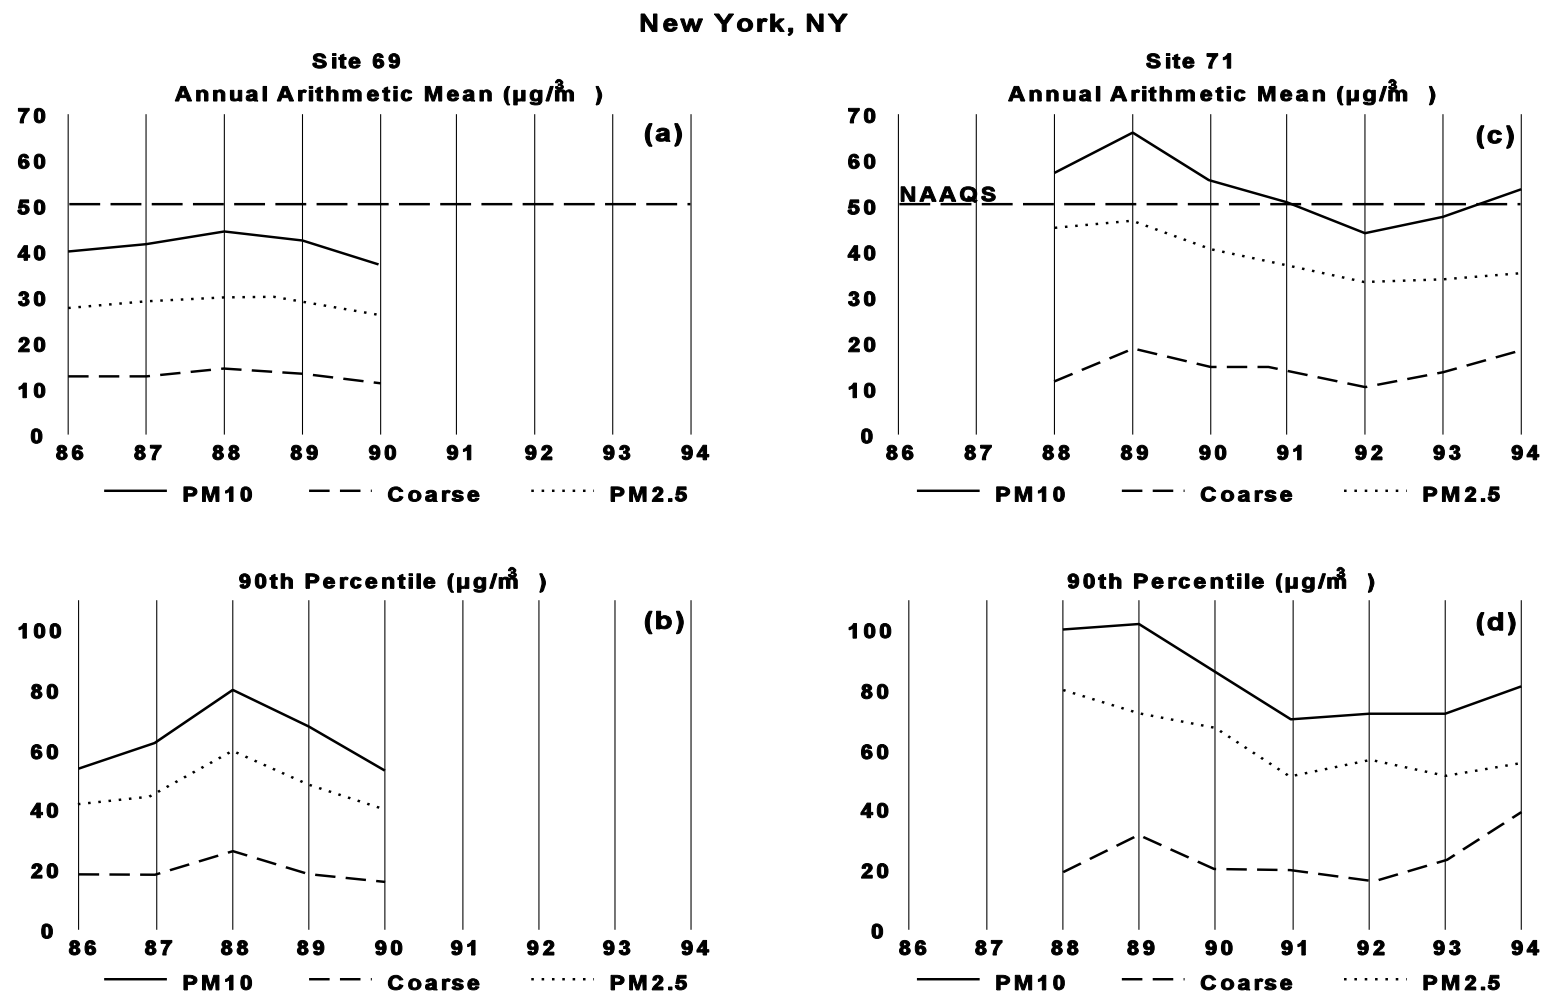 New York, NY
Site 69
Annual Arithmetic Mean (µg/m3)
70
60
50
40
30
20
10
0
(a)
86 87 88 89 90 91 92 93 94
PM10 Coarse PM2.5
Site 71
Annual Arithmetic Mean (µg/m3)
70
60
50
40
30
20
10
0
(c)
NAAQS
86 87 88 89 90 91 92 93 94
PM10 Coarse PM2.5
90th Percentile (µg/m3)
100
80
60
40
20
0
(b)
86 87 88 89 90 91 92 93 94
PM10 Coarse PM2.5
90th Percentile (µg/m3)
100
80
60
40
20
0
(d)
86 87 88 89 90 91 92 93 94
PM10 Coarse PM2.5